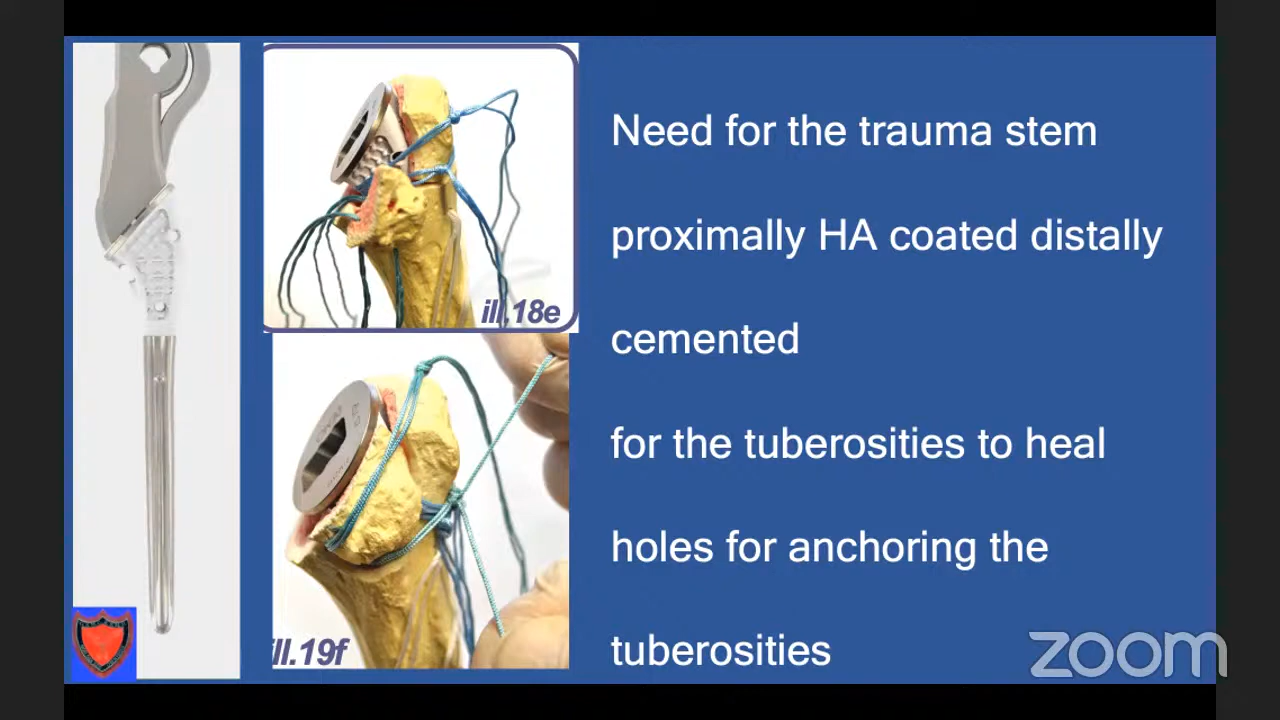 Need for the trauma stem
proximally HA coated distally
cemented
for the tuberosities to heal
holes for anchoring the
tuberosities
ill.18e
ill.19f
zoom